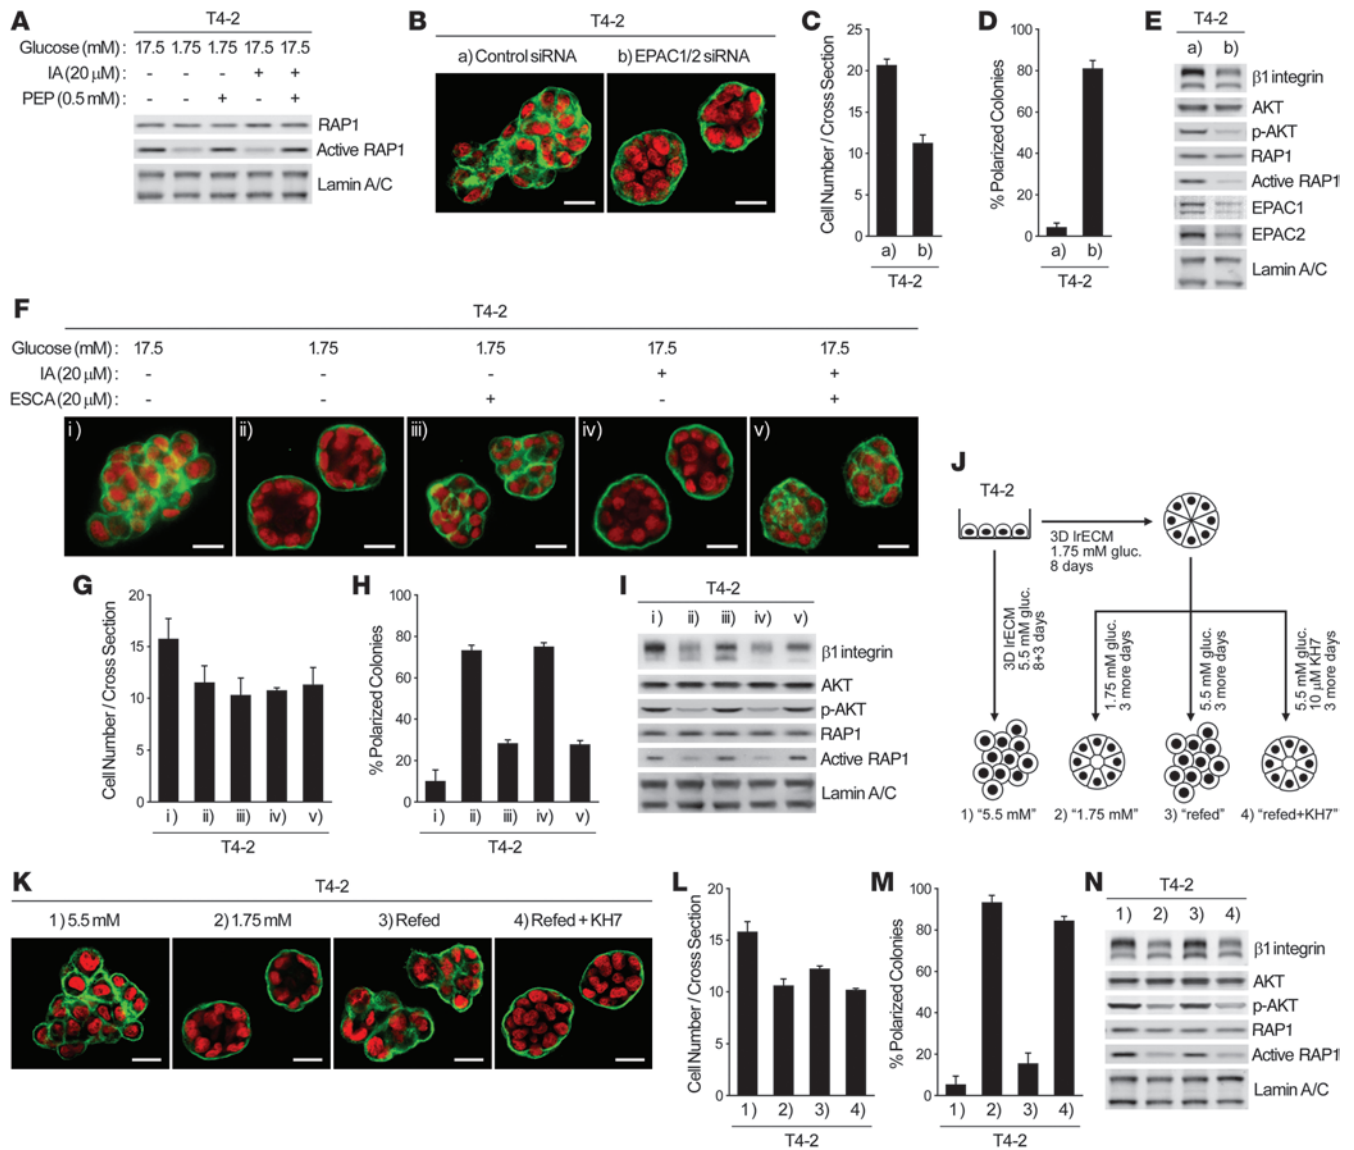 A
T4-2
Glucose (mM) : 17.5 1.75 1.75 17.5 17.5
IA (20 μM) : - - - + +
PEP (0.5 mM) : - - + - +
RAP1
Active RAP1
Lamin A/C
B
T4-2
a) Control siRNA b) EPAC1/2 siRNA
C
Cell Number / Cross Section
25
20
15
10
5
0
a) b)
T4-2
D
% Polarized Colonies
100
80
60
40
20
0
a) b)
T4-2
E
T4-2
a) b)
β1 integrin
AKT
p-AKT
RAP1
Active RAP1
EPAC1
EPAC2
Lamin A/C
F
T4-2
Glucose (mM) : 17.5 1.75 1.75 17.5 17.5
IA (20 μM) : - - - + +
ESCA (20 μM) : - - + - +
i) ii) iii) iv) v)
G
Cell Number / Cross Section
20
15
10
5
0
i) ii) iii) iv) v)
T4-2
H
% Polarized Colonies
100
80
60
40
20
0
i) ii) iii) iv) v)
T4-2
I
T4-2
i) ii) iii) iv) v)
β1 integrin
AKT
p-AKT
RAP1
Active RAP1
Lamin A/C
J
T4-2
3D lrECM
1.75 mM gluc.
8 days
3D lrECM
5.5 mM gluc.
8+3 days
1.75 mM gluc.
3 more days
5.5 mM gluc.
3 more days
5.5 mM gluc.
10 μM KH7
3 more days
1) “5.5 mM” 2) “1.75 mM” 3) “refed” 4) “refed+KH7”
K
T4-2
1) 5.5 mM 2) 1.75 mM 3) Refed 4) Refed + KH7
L
Cell Number / Cross Section
20
15
10
5
0
1) 2) 3) 4)
T4-2
M
% Polarized Colonies
100
80
60
40
20
0
1) 2) 3) 4)
T4-2
N
T4-2
1) 2) 3) 4)
β1 integrin
AKT
p-AKT
RAP1
Active RAP1
Lamin A/C